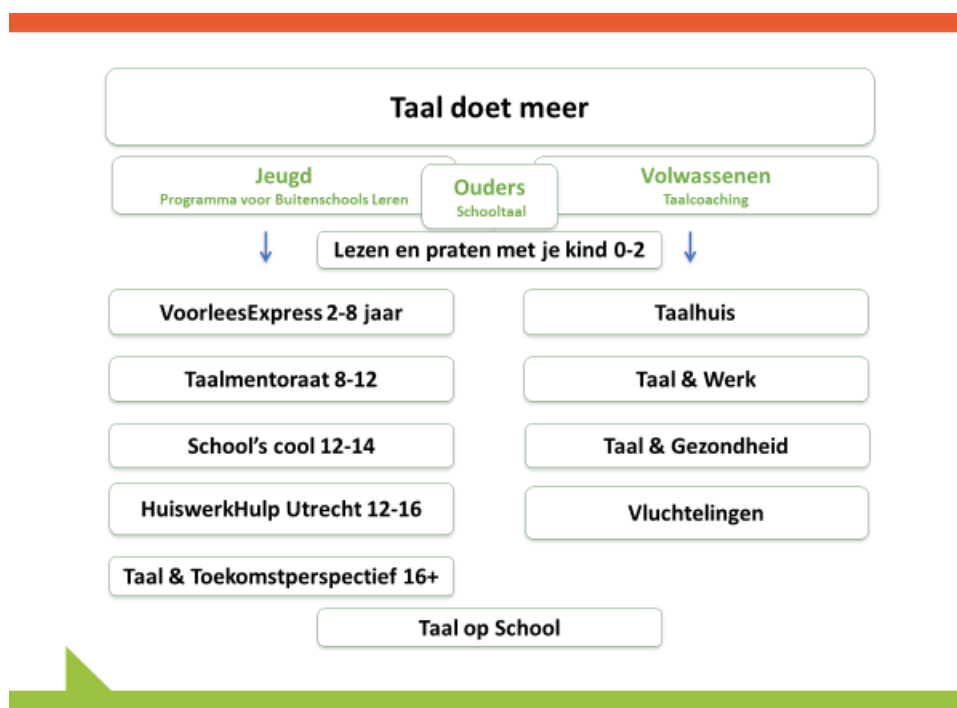 Taal doet meer
Jeugd
Programma voor Buitenschools Leren
Ouders
Schooltaal
Volwassenen
Taalcoaching
Lezen en praten met je kind 0-2
VoorleesExpress 2-8 jaar
Taalhuis
Taalmentoraat 8-12
Taal & Werk
School’s cool 12-14
Taal & Gezondheid
HuiswerkHulp Utrecht 12-16
Vluchtelingen
Taal & Toekomstperspectief 16+
Taal op School